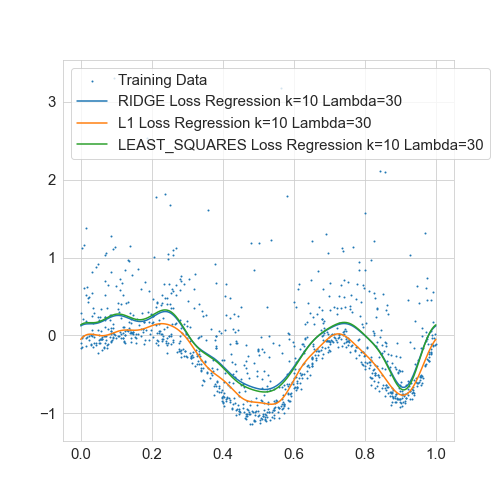 Training Data
RIDGE Loss Regression k=10 Lambda=30
L1 Loss Regression k=10 Lambda=30
LEAST_SQUARES Loss Regression k=10 Lambda=30
3
2
1
0
−1
0.0 0.2 0.4 0.6 0.8 1.0